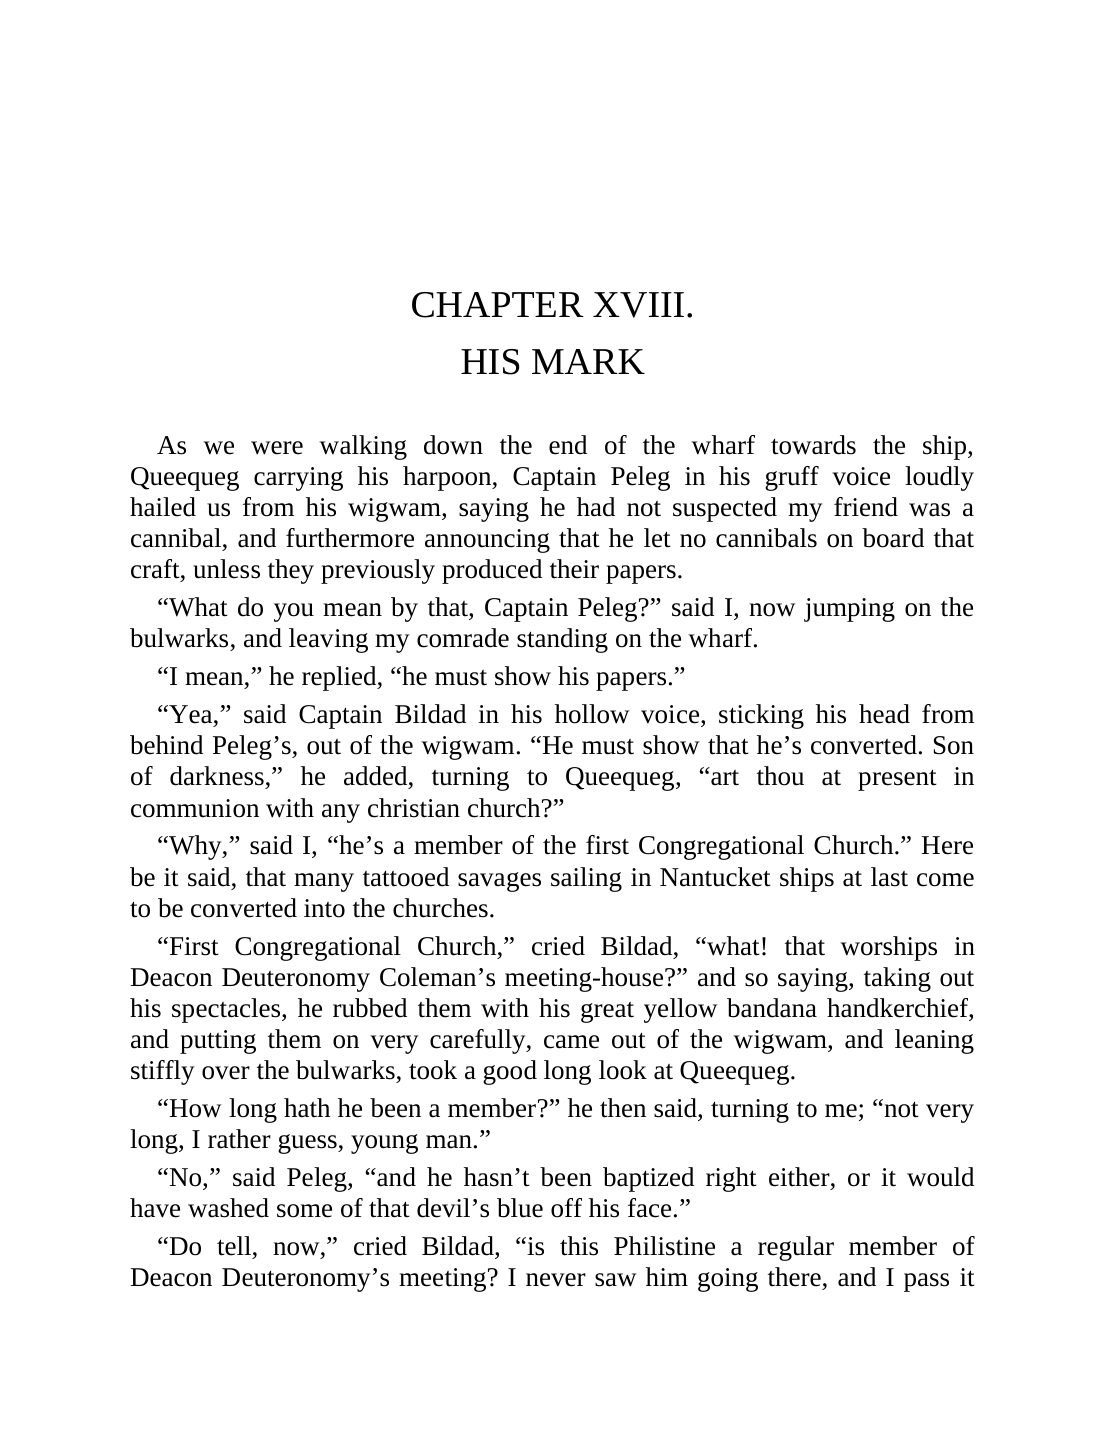 CHAPTER XVIII.
HIS MARK
As we were walking down the end of the wharf towards the ship,
Queequeg carrying his harpoon, Captain Peleg in his gruff voice loudly
hailed us from his wigwam, saying he had not suspected my friend was a
cannibal, and furthermore announcing that he let no cannibals on board that
craft, unless they previously produced their papers.
“What do you mean by that, Captain Peleg?” said I, now jumping on the
bulwarks, and leaving my comrade standing on the wharf.
“I mean,” he replied, “he must show his papers.”
“Yea,” said Captain Bildad in his hollow voice, sticking his head from
behind Peleg’s, out of the wigwam. “He must show that he’s converted. Son
of darkness,” he added, turning to Queequeg, “art thou at present in
communion with any christian church?”
“Why,” said I, “he’s a member of the first Congregational Church.” Here
be it said, that many tattooed savages sailing in Nantucket ships at last come
to be converted into the churches.
“First Congregational Church,” cried Bildad, “what! that worships in
Deacon Deuteronomy Coleman’s meeting-house?” and so saying, taking out
his spectacles, he rubbed them with his great yellow bandana handkerchief,
and putting them on very carefully, came out of the wigwam, and leaning
stiffly over the bulwarks, took a good long look at Queequeg.
“How long hath he been a member?” he then said, turning to me; “not very
long, I rather guess, young man.”
“No,” said Peleg, “and he hasn’t been baptized right either, or it would
have washed some of that devil’s blue off his face.”
“Do tell, now,” cried Bildad, “is this Philistine a regular member of
Deacon Deuteronomy’s meeting? I never saw him going there, and I pass it